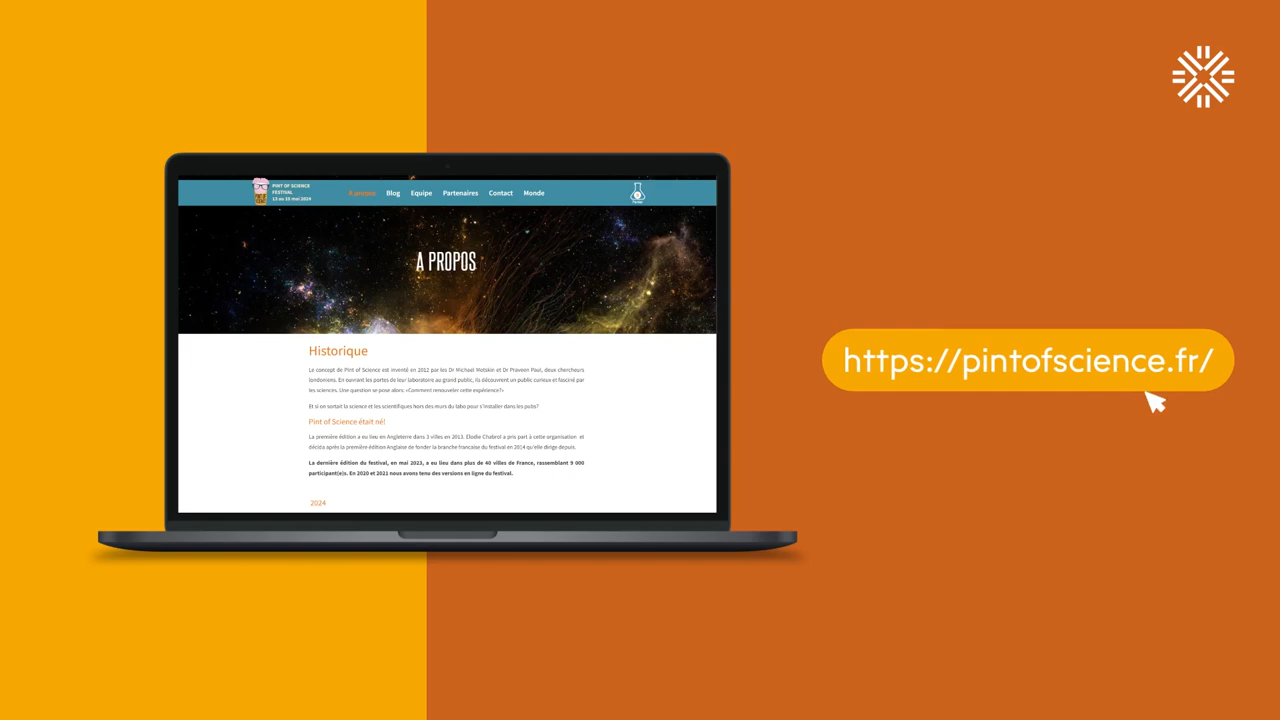 PINT OF SCIENCE
FESTIVAL
13 au 15 mai 2024
A propos Blog Equipe Partenaires Contact Monde
A PROPOS
Historique
Le concept de Pint of Science est inventé en 2012 par les Dr Michael Motskin et Dr Praveen Paul, deux chercheurs
londoniens. En ouvrant les portes de leur laboratoire au grand public, ils découvrent un public curieux et fasciné par
les sciences. Une question se pose alors: «Comment renouveler cette expérience?»
Et si on sortait la science et les scientifiques hors des murs du labo pour s'installer dans les pubs?
Pint of Science était né!
La première édition a eu lieu en Angleterre dans 3 villes en 2013. Elodie Chabrol a pris part à cette organisation et
décida après la première édition Anglaise de fonder la branche francaise du festival en 2014 qu'elle dirige depuis.
La dernière édition du festival, en mai 2023, a eu lieu dans plus de 40 villes de France, rassemblant 9 000
participant(e)s. En 2020 et 2021 nous avons tenu des versions en ligne du festival.
2024
https://pintofscience.fr/